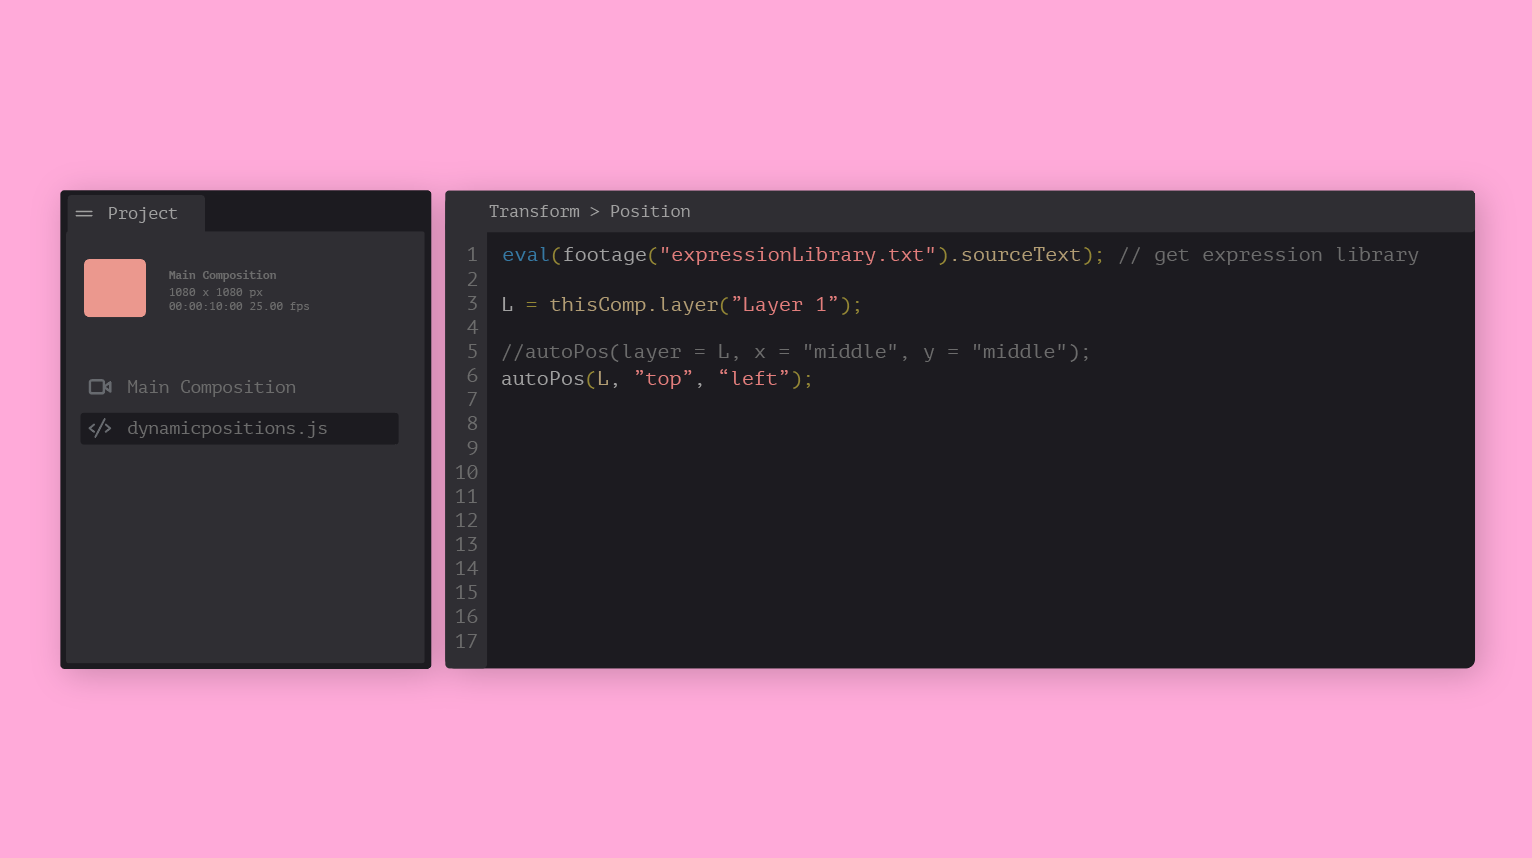 Project
Main Composition
1080 x 1080 px
00:00:10:00 25.00 fps
Main Composition
</> dynamicpositions.js
Transform > Position
1 eval(footage("expressionLibrary.txt").sourceText); // get expression library
2
3 L = thisComp.layer(”Layer 1”);
4
5 //autoPos(layer = L, x = "middle", y = "middle");
6 autoPos(L, ”top”, “left”);
7
8
9
10
11
12
13
14
15
16
17